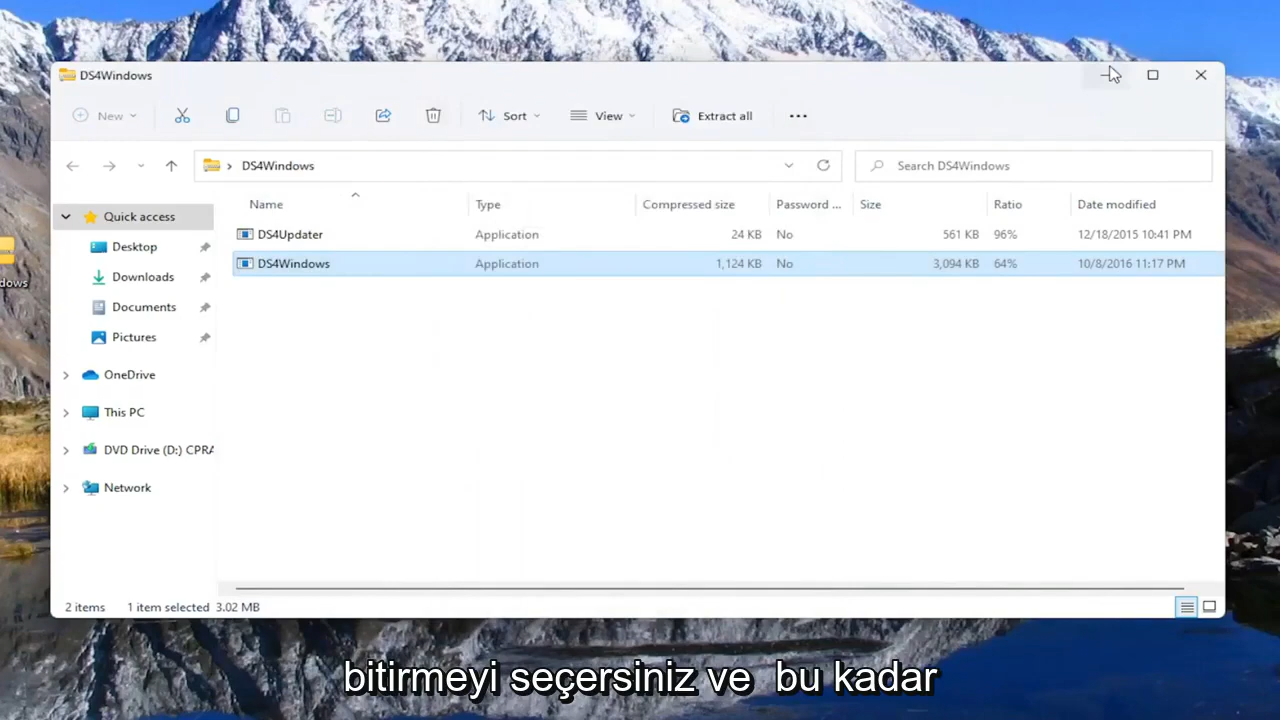 DS4Windows
New
Sort
View
Extract all
DS4Windows
Search DS4Windows
Name
Type
Compressed size
Password ...
Size
Ratio
Date modified
Quick access
DS4Updater
Application
24 KB
No
561 KB
96%
12/18/2015 10:41 PM
Desktop
DS4Windows
Application
1,124 KB
No
3,094 KB
64%
10/8/2016 11:17 PM
Downloads
dows
Documents
Pictures
OneDrive
This PC
DVD Drive (D:) CPRA
Network
2 items
1 item selected 3.02 MB
bitirmeyi seçersiniz ve bu kadar